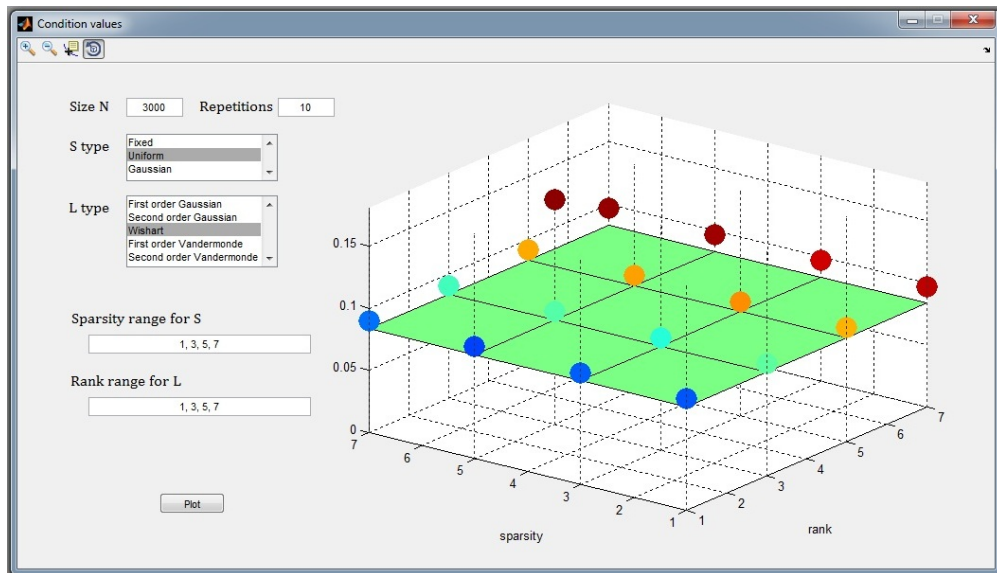 Condition values
Size N 3000 Repetitions 10
S type
Fixed
Uniform
Gaussian
L type
First order Gaussian
Second order Gaussian
Wishart
First order Vandermonde
Second order Vandermonde
Sparsity range for S
1, 3, 5, 7
Rank range for L
1, 3, 5, 7
Plot
0.15
0.1
0.05
0
7
6
5
4
3
2
1
sparsity
1
2
3
4
5
6
7
rank